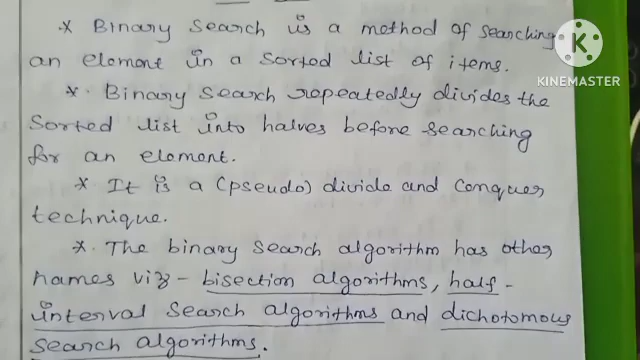 * Binary search is a method of searching
an element in a sorted list of items.
* Binary search repeatedly divides the
sorted list into halves before searching
for an element.
* It is a (pseudo) divide and conquer
technique.
* The binary search algorithm has other
names viz - bisection algorithms, half-
interval search algorithms and dichotomous
search algorithms.
K
KINEMASTER